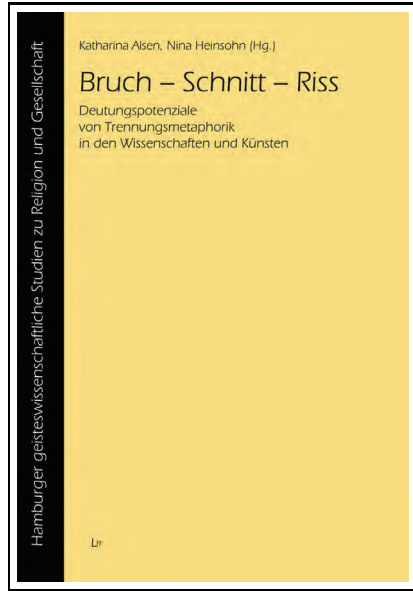 Katharina Alsen, Nina Heinsohn (Hg.)
Bruch – Schnitt – Riss
Deutungspotenziale
von Trennungsmetaphorik
in den Wissenschaften und Künsten
Hamburger geisteswissenschaftliche Studien zu Religion und Gesellschaft
LIT